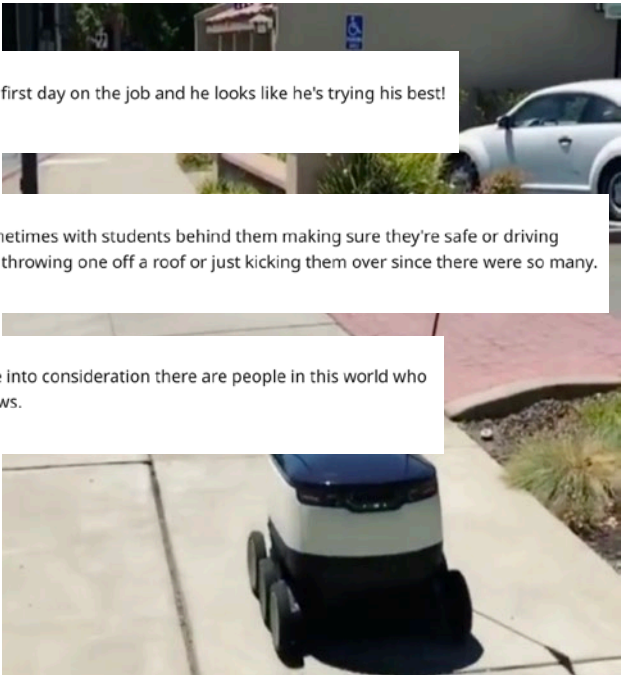 first day on the job and he looks like he's trying his best!
netimes with students behind them making sure they're safe or driving
throwing one off a roof or just kicking them over since there were so many.
into consideration there are people in this world who
ws.